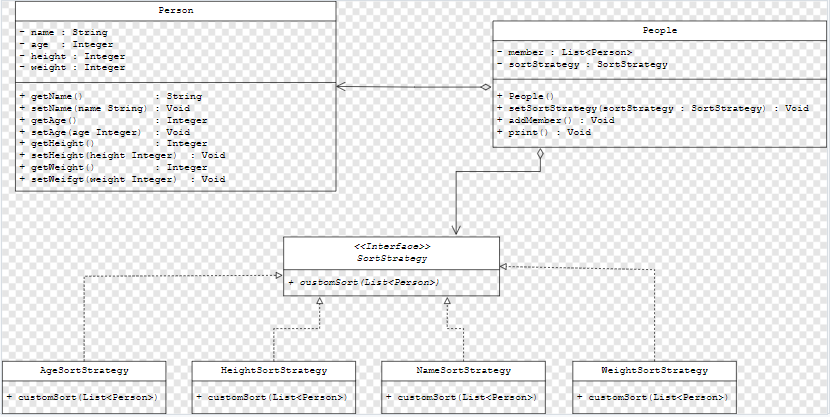 Person
- name : String
- age : Integer
- height : Integer
- weight : Integer
+ getName() : String
+ setName(name String) : Void
+ getAge() : Integer
+ setAge(age Integer) : Void
+ getHeight() : Integer
+ setHeight(height Integer) : Void
+ getWeight() : Integer
+ setWeifgt(weight Integer) : Void
People
- member : List<Person>
- sortStrategy : SortStrategy
+ People()
+ setSortStrategy(sortStrategy : SortStrategy) : Void
+ addMember() : Void
+ print() : Void
<<Interface>>
SortStrategy
+ customSort(List<Person>)
AgeSortStrategy
+ customSort(List<Person>)
HeightSortStrategy
+ customSort(List<Person>)
NameSortStrategy
+ customSort(List<Person>)
WeightSortStrategy
+ customSort(List<Person>)